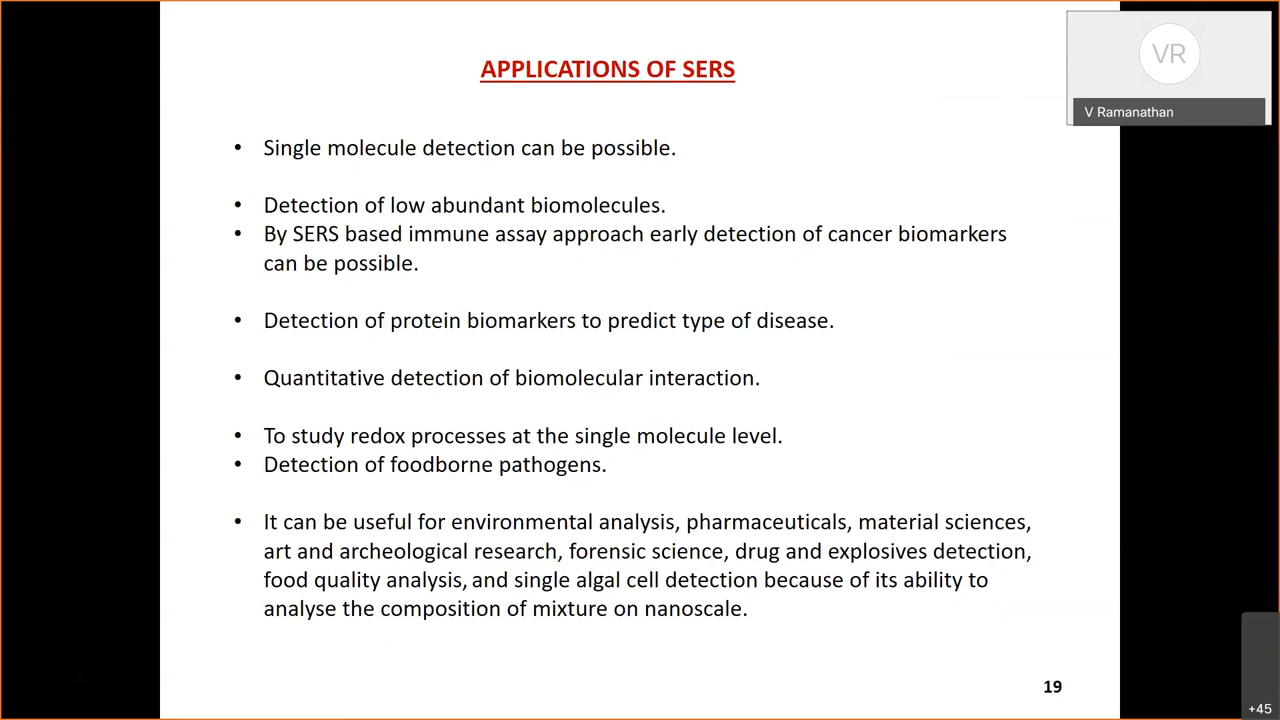 APPLICATIONS OF SERS
VR
V Ramanathan
• Single molecule detection can be possible.
• Detection of low abundant biomolecules.
• By SERS based immune assay approach early detection of cancer biomarkers
can be possible.
• Detection of protein biomarkers to predict type of disease.
• Quantitative detection of biomolecular interaction.
• To study redox processes at the single molecule level.
• Detection of foodborne pathogens.
• It can be useful for environmental analysis, pharmaceuticals, material sciences,
art and archeological research, forensic science, drug and explosives detection,
food quality analysis, and single algal cell detection because of its ability to
analyse the composition of mixture on nanoscale.
19
+45